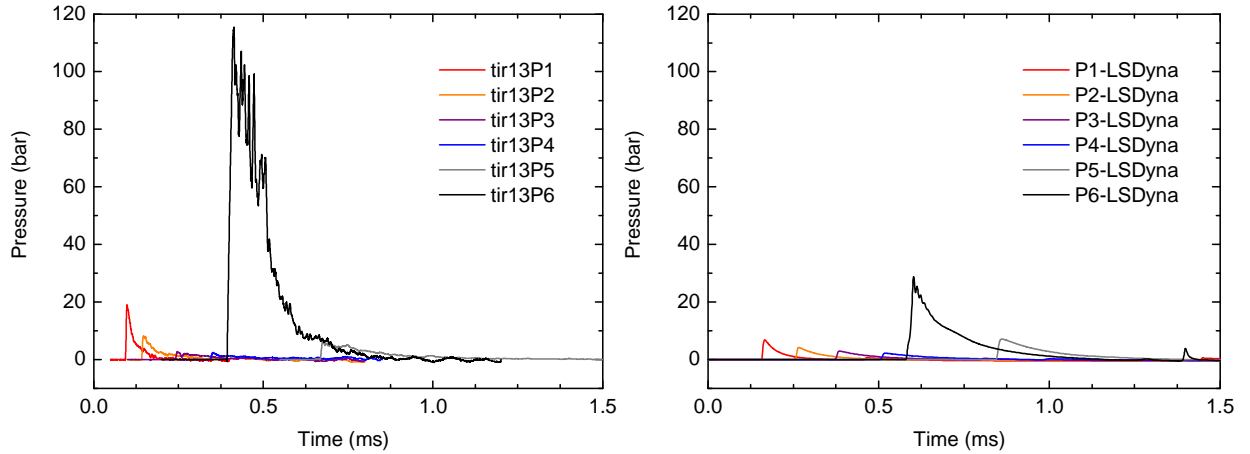 120
100
80
60
40
20
0
Pressure (bar)
tir13P1
tir13P2
tir13P3
tir13P4
tir13P5
tir13P6
0.0 0.5 1.0 1.5
Time (ms)
120
100
80
60
40
20
0
Pressure (bar)
P1-LSDyna
P2-LSDyna
P3-LSDyna
P4-LSDyna
P5-LSDyna
P6-LSDyna
0.0 0.5 1.0 1.5
Time (ms)